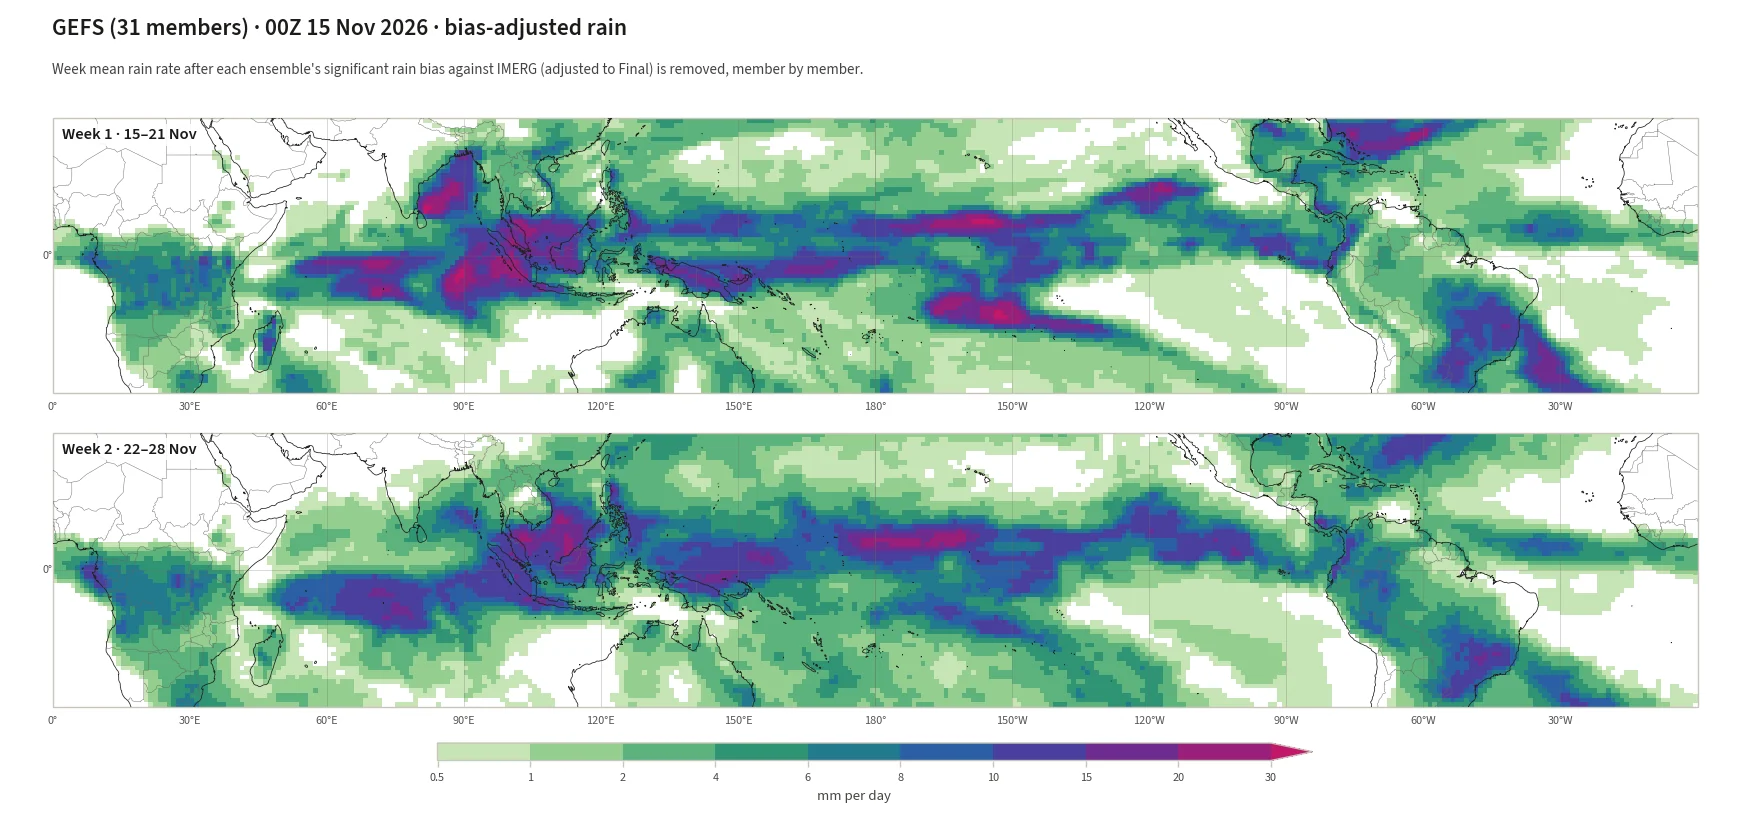 GEFS (31 members) · 00Z 15 Nov 2026 · bias-adjusted rain
Week mean rain rate after each ensemble's significant rain bias against IMERG (adjusted to Final) is removed, member by member.
Week 1 · 15–21 Nov
0°
0° 30°E 60°E 90°E 120°E 150°E 180° 150°W 120°W 90°W 60°W 30°W
Week 2 · 22–28 Nov
0°
0° 30°E 60°E 90°E 120°E 150°E 180° 150°W 120°W 90°W 60°W 30°W
0.5 1 2 4 6 8 10 15 20 30
mm per day